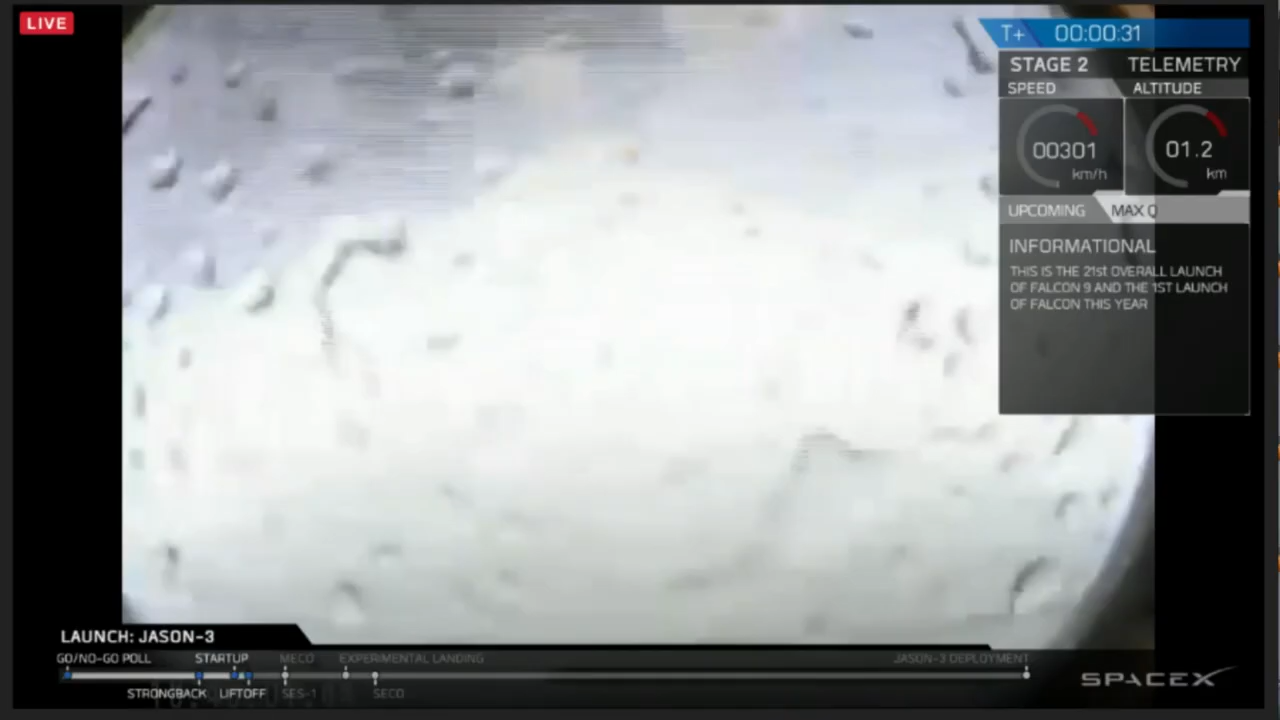 LIVE
T+ 00:00:31
STAGE 2 TELEMETRY
SPEED ALTITUDE
00301 01.2
km/h km
UPCOMING MAX Q
INFORMATIONAL
THIS IS THE 21st OVERALL LAUNCH
OF FALCON 9 AND THE 1ST LAUNCH
OF FALCON THIS YEAR
LAUNCH: JASON-3
GO/NO-GO POLL STARTUP MECO EXPERIMENTAL LANDING JASON-3 DEPLOYMENT
STRONGBACK LIFTOFF SES-1 SECO
SPACEX